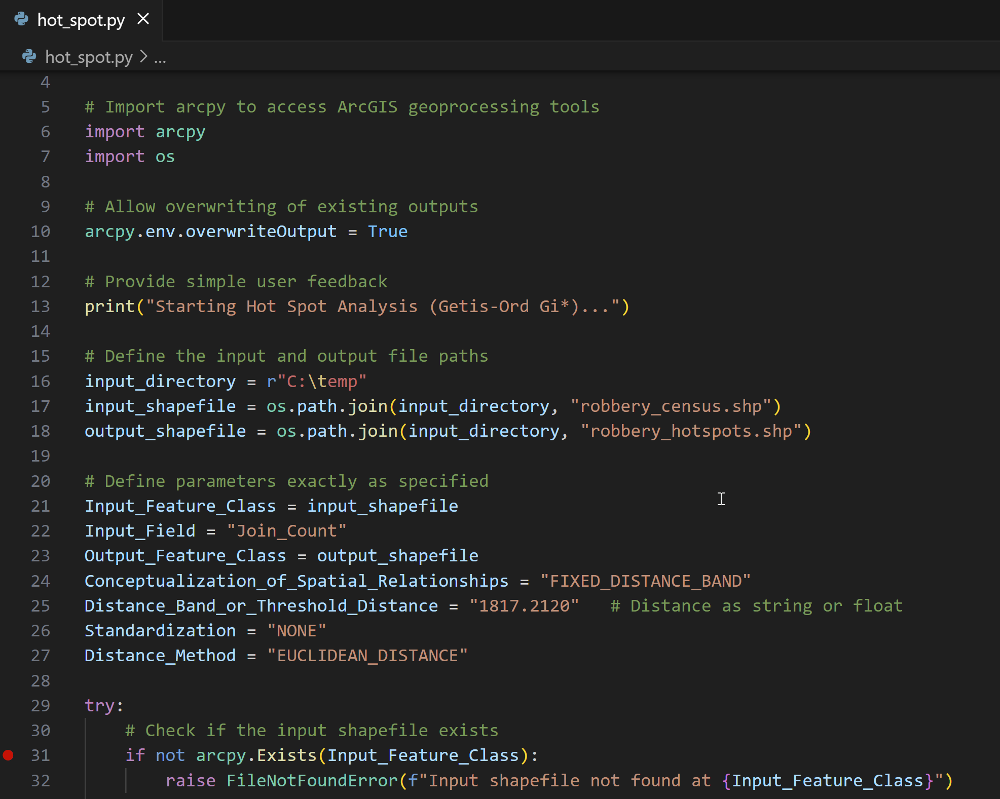 hot_spot.py
hot_spot.py > ...
4
5 # Import arcpy to access ArcGIS geoprocessing tools
6 import arcpy
7 import os
8
9 # Allow overwriting of existing outputs
10 arcpy.env.overwriteOutput = True
11
12 # Provide simple user feedback
13 print("Starting Hot Spot Analysis (Getis-Ord Gi*)...")
14
15 # Define the input and output file paths
16 input_directory = r"C:\temp"
17 input_shapefile = os.path.join(input_directory, "robbery_census.shp")
18 output_shapefile = os.path.join(input_directory, "robbery_hotspots.shp")
19
20 # Define parameters exactly as specified
21 Input_Feature_Class = input_shapefile
22 Input_Field = "Join_Count"
23 Output_Feature_Class = output_shapefile
24 Conceptualization_of_Spatial_Relationships = "FIXED_DISTANCE_BAND"
25 Distance_Band_or_Threshold_Distance = "1817.2120"   # Distance as string or float
26 Standardization = "NONE"
27 Distance_Method = "EUCLIDEAN_DISTANCE"
28
29 try:
30     # Check if the input shapefile exists
31     if not arcpy.Exists(Input_Feature_Class):
32         raise FileNotFoundError(f"Input shapefile not found at {Input_Feature_Class}")